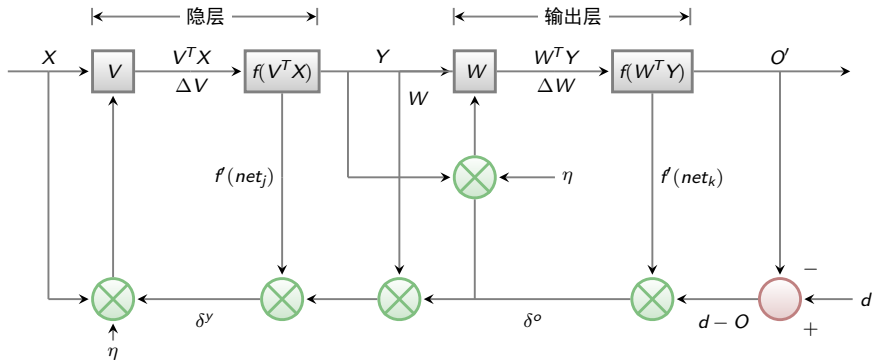 隐层 输出层
X V V^T X f(V^T X) Y W W^T Y f(W^T Y) O′
ΔV W ΔW
f′(net_j) η f′(net_k)
−
d
δ^y δ^o d − O +
η